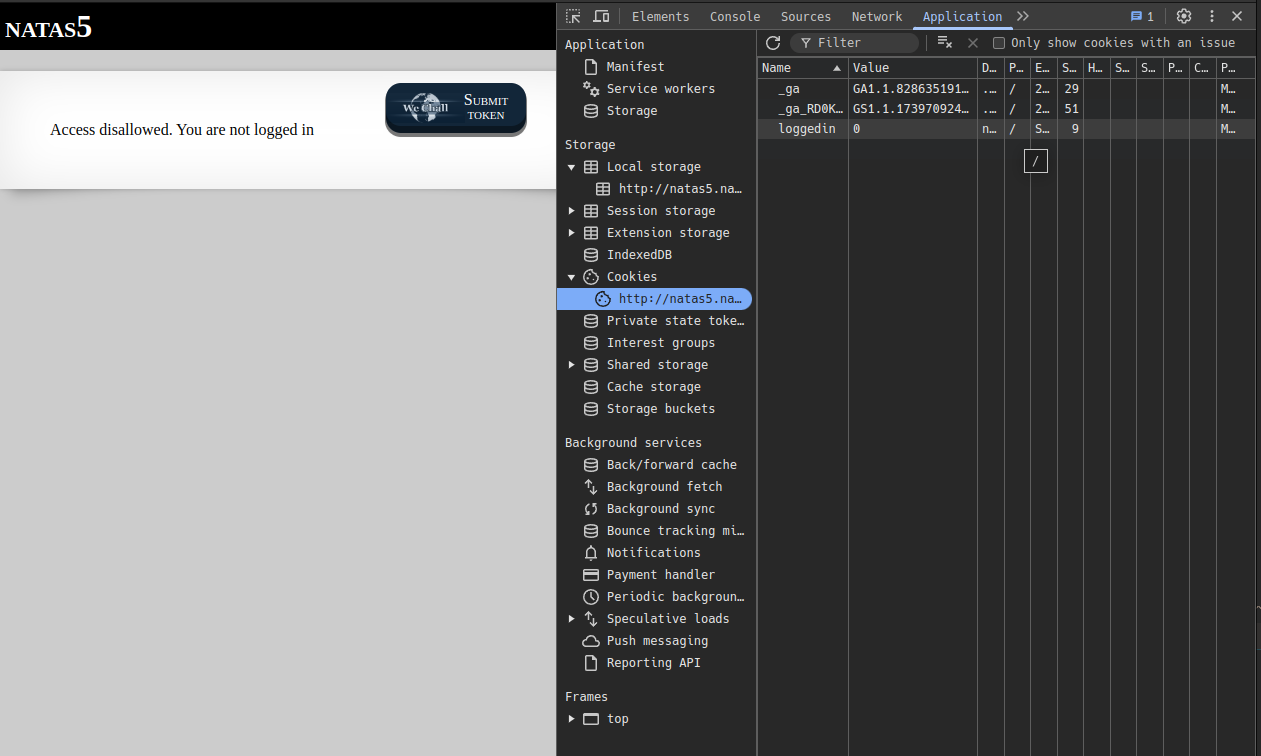 NATAS5
We Chall
SUBMIT
TOKEN
Access disallowed. You are not logged in
Elements Console Sources Network Application 1
Filter Only show cookies with an issue
Application
Manifest
Service workers
Storage
Storage
Local storage
http://natas5.na…
Session storage
Extension storage
IndexedDB
Cookies
http://natas5.na…
Private state toke…
Interest groups
Shared storage
Cache storage
Storage buckets
Background services
Back/forward cache
Background fetch
Background sync
Bounce tracking mi…
Notifications
Payment handler
Periodic backgroun…
Speculative loads
Push messaging
Reporting API
Frames
top
Name Value D… P… E… S… H… S… S… P… C… P…
_ga GA1.1.828635191… .… / 2… 29 M…
_ga_RD0K… GS1.1.173970924… .… / 2… 51 M…
loggedin 0 n… / S… 9 M…
/